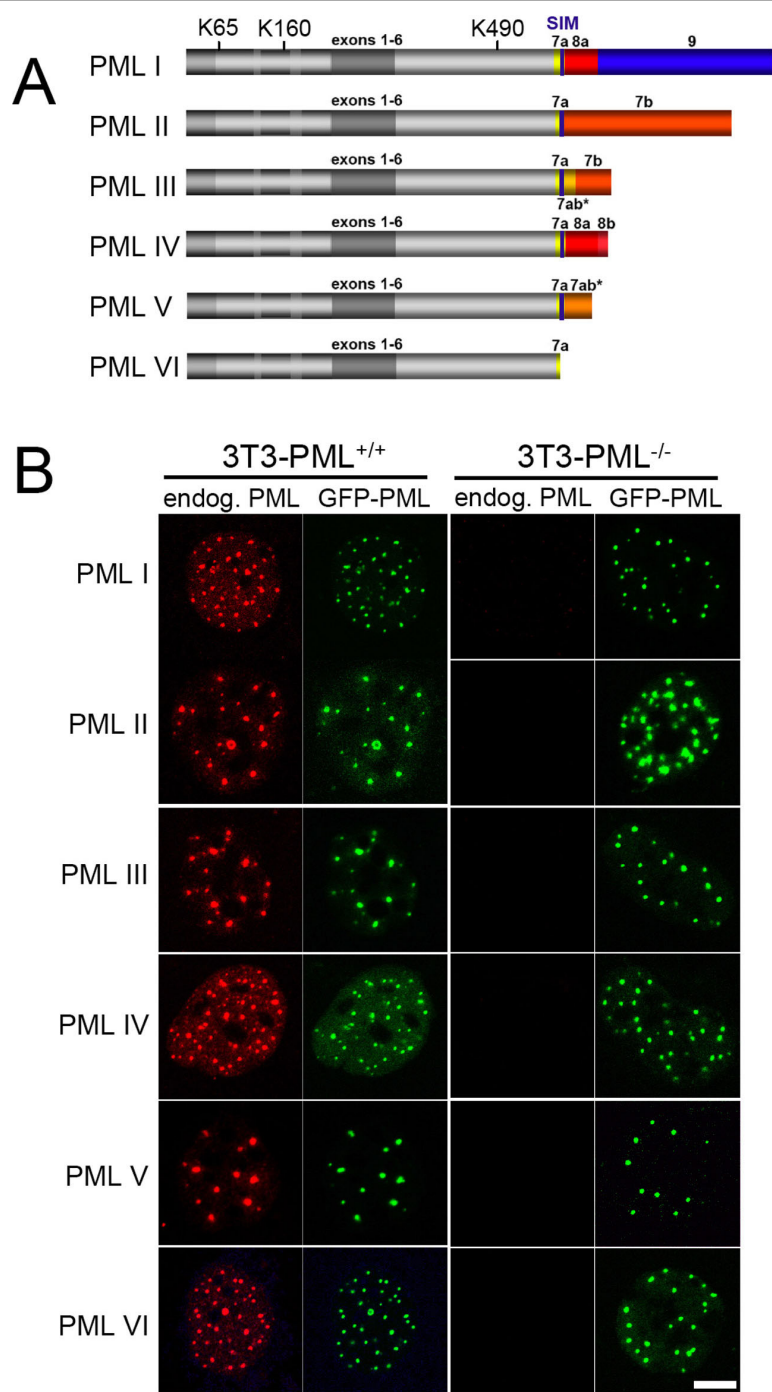 A
K65 K160 K490 SIM
exons 1-6 7a 8a 9
PML I
exons 1-6 7a 7b
PML II
exons 1-6 7a 7b
PML III
7ab*
exons 1-6 7a 8a 8b
PML IV
exons 1-6 7a 7ab*
PML V
exons 1-6 7a
PML VI
B
3T3-PML+/+ 3T3-PML-/-
endog. PML GFP-PML endog. PML GFP-PML
PML I
PML II
PML III
PML IV
PML V
PML VI